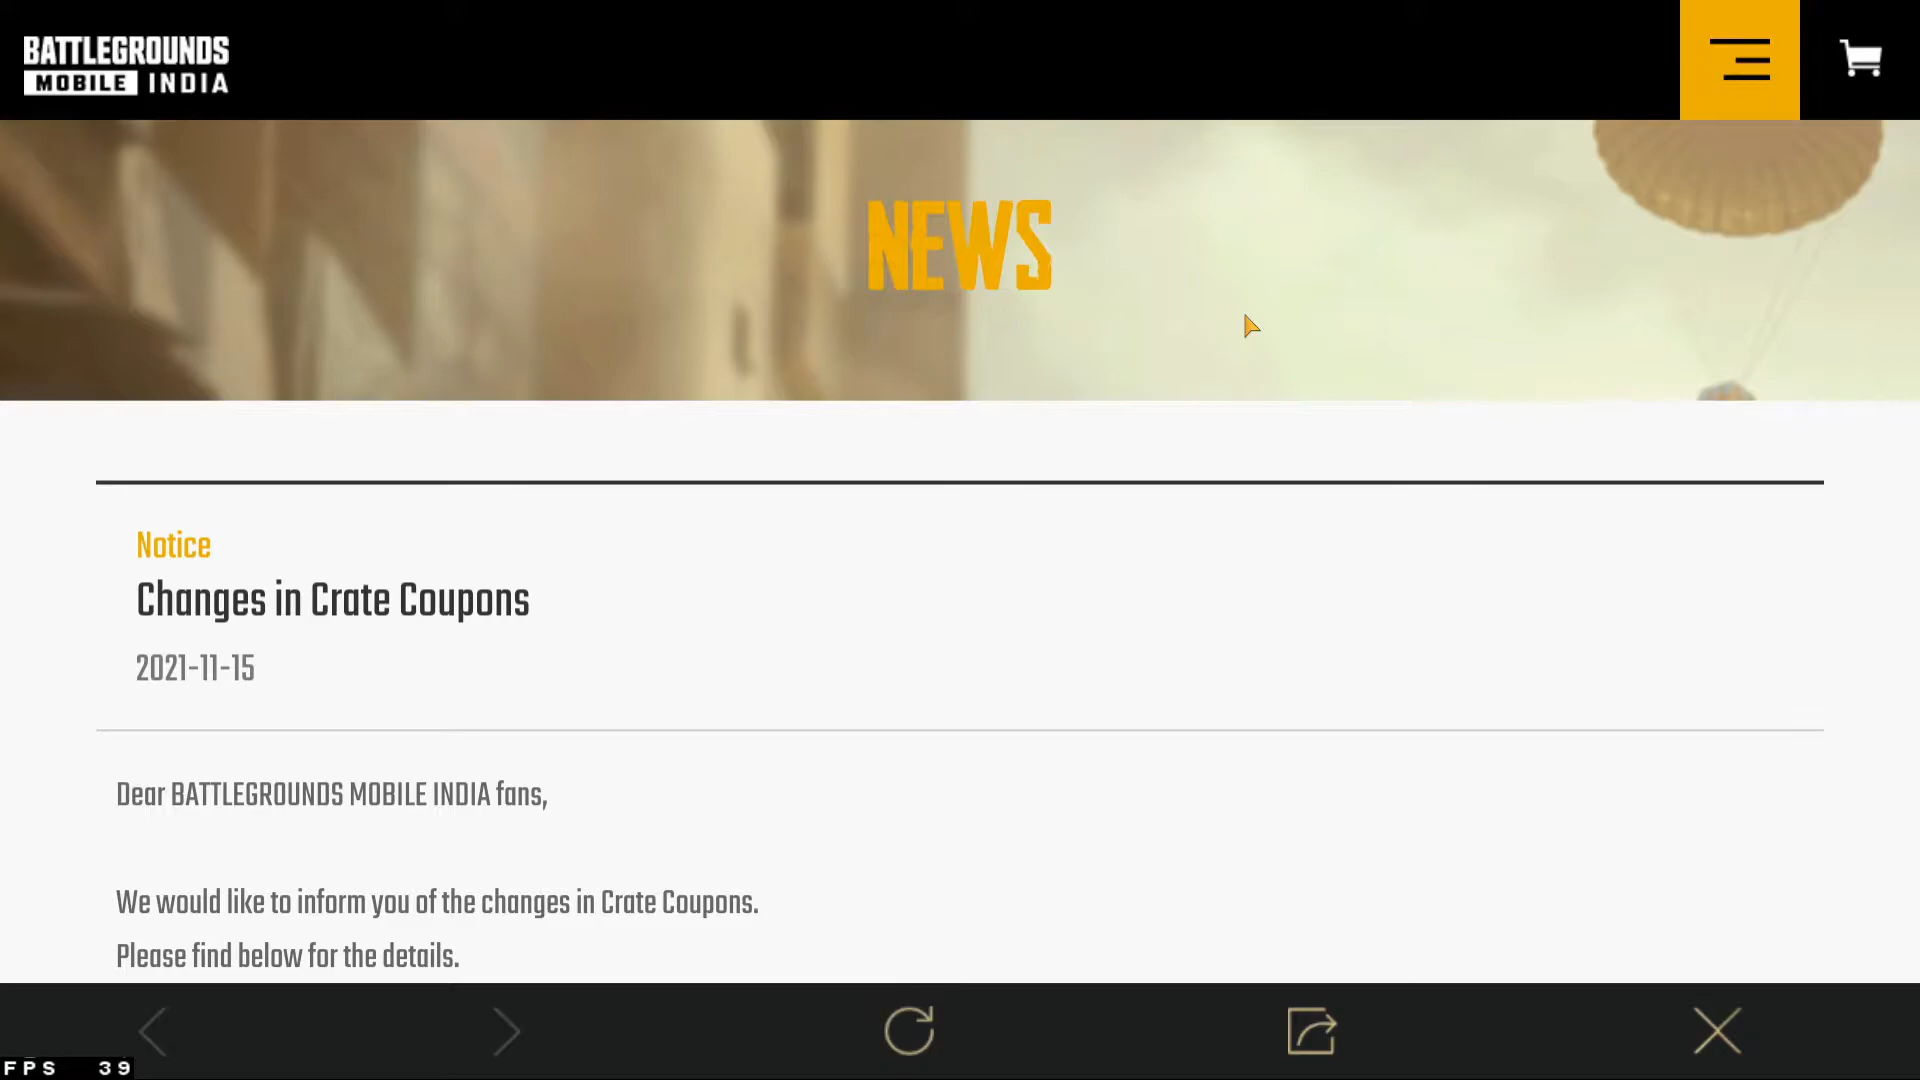 BATTLEGROUNDS
MOBILE INDIA
NEWS
Notice
Changes in Crate Coupons
2021-11-15
Dear BATTLEGROUNDS MOBILE INDIA fans,
We would like to inform you of the changes in Crate Coupons.
Please find below for the details.
FPS 39